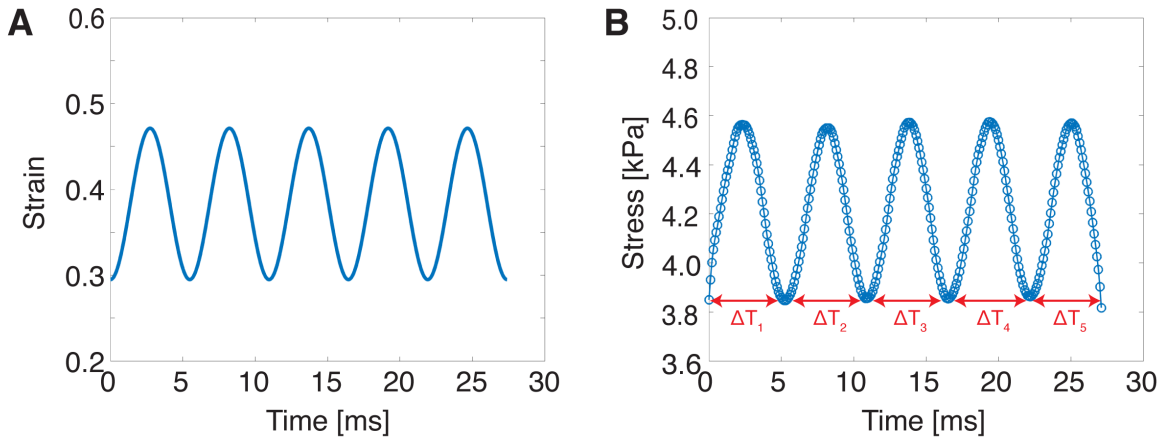 A
0.6
0.5
0.4
0.3
0.2
Strain
0 5 10 15 20 25 30
Time [ms]
B
5.0
4.8
4.6
4.4
4.2
4.0
3.8
3.6
Stress [kPa]
ΔT1 ΔT2 ΔT3 ΔT4 ΔT5
0 5 10 15 20 25 30
Time [ms]